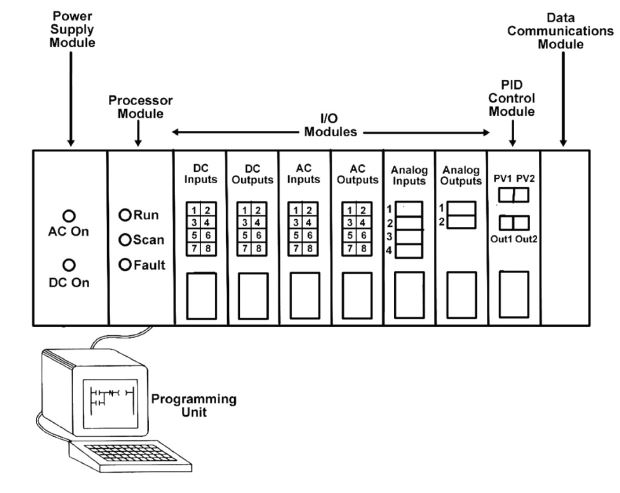 Power
Supply
Module
Data
Communications
Module
Processor
Module
I/O
Modules
PID
Control
Module
DC
Inputs
DC
Outputs
AC
Inputs
AC
Outputs
Analog
Inputs
Analog
Outputs
PV1 PV2
1 2
3 4
5 6
7 8
1 2
3 4
5 6
7 8
1 2
3 4
5 6
7 8
1 2
3 4
5 6
7 8
1
2
3
4
1
2
Out1 Out2
AC On
DC On
Run
Scan
Fault
Programming
Unit